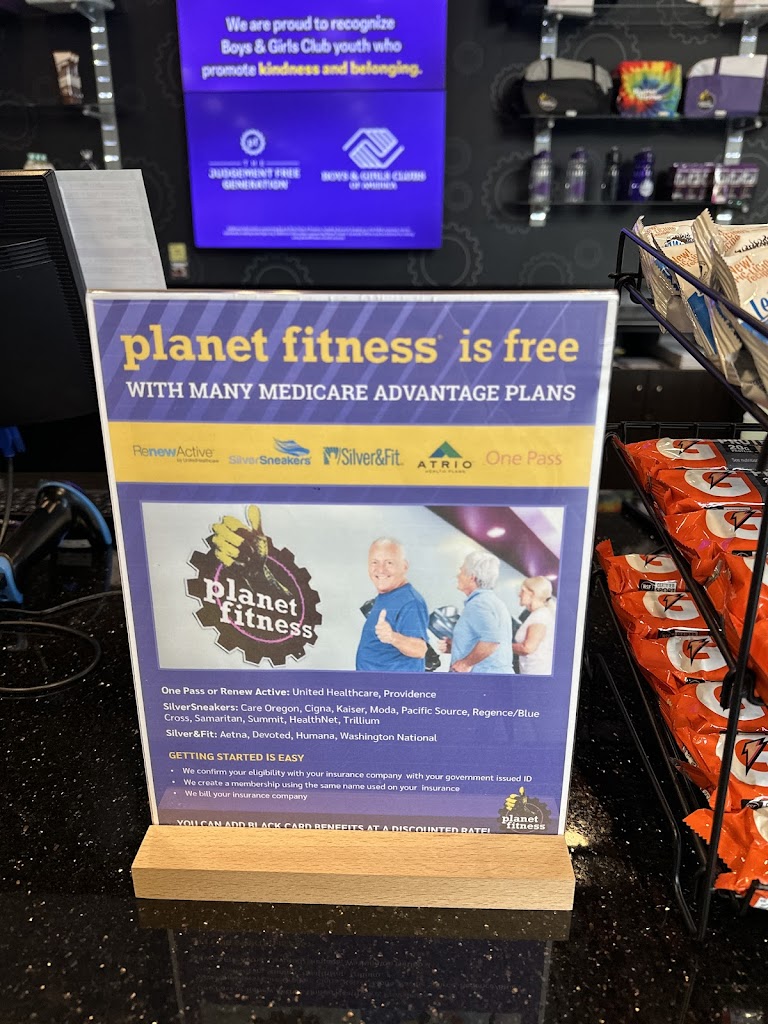 We are proud to recognize
Boys & Girls Club youth who
promote kindness and belonging.
THE
JUDGEMENT FREE
GENERATION
BOYS & GIRLS CLUBS
OF AMERICA
planet fitness is free
WITH MANY MEDICARE ADVANTAGE PLANS
RenewActive
by UnitedHealthcare
SilverSneakers
Silver&Fit
ATRIO
HEALTH PLANS
One Pass
planet
fitness
One Pass or Renew Active: United Healthcare, Providence
SilverSneakers: Care Oregon, Cigna, Kaiser, Moda, Pacific Source, Regence/Blue
Cross, Samaritan, Summit, HealthNet, Trillium
Silver&Fit: Aetna, Devoted, Humana, Washington National
GETTING STARTED IS EASY
• We confirm your eligibility with your insurance company with your government issued ID
• We create a membership using the same name used on your insurance
• We bill your insurance company
planet
fitness
YOU CAN ADD BLACK CARD BENEFITS AT A DISCOUNTED RATE!
20g
G
G
G
G
G
G
G